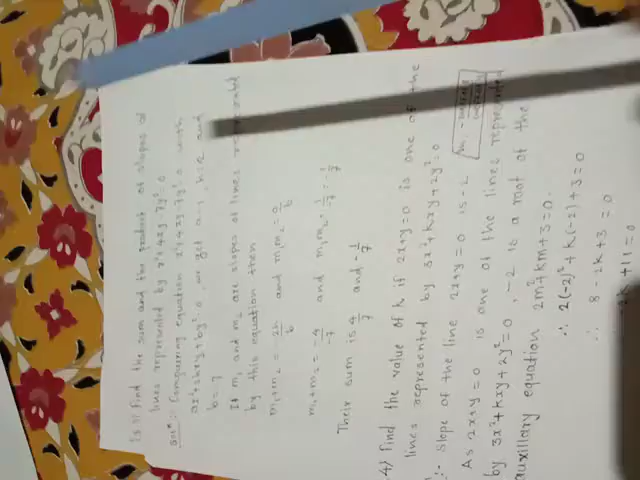 Ex 3) Find the sum and the product of slopes of
lines represented by x²+4xy-7y²=0
Solⁿ:- Comparing equation x²+4xy-7y²=0 with
ax²+2hxy+by²=0, we get a=1, h=2 and
b=-7
If m₁ and m₂ are slopes of lines represented
by this equation then
m₁+m₂ = -2h/b and m₁m₂ = a/b
m₁+m₂ = -4/-7 and m₁m₂ = 1/-7 = -1/7
Their sum is 4/7 and -1/7
4) Find the value of k if 2x+y=0 is one of the
lines represented by 3x²+kxy+2y²=0
:- Slope of the line 2x+y=0 is -2
As 2x+y=0 is one of the lines represented
by 3x²+kxy+2y²=0, -2 is a root of the
auxillary equation 2m²+km+3=0
∴ 2(-2)²+k(-2)+3=0
∴ 8-2k+3=0
k+11=0